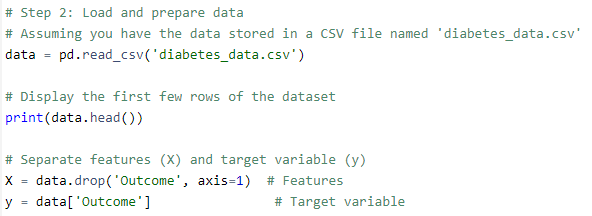 # Step 2: Load and prepare data
# Assuming you have the data stored in a CSV file named 'diabetes_data.csv'
data = pd.read_csv('diabetes_data.csv')
# Display the first few rows of the dataset
print(data.head())
# Separate features (X) and target variable (y)
X = data.drop('Outcome', axis=1)  # Features
y = data['Outcome']                # Target variable